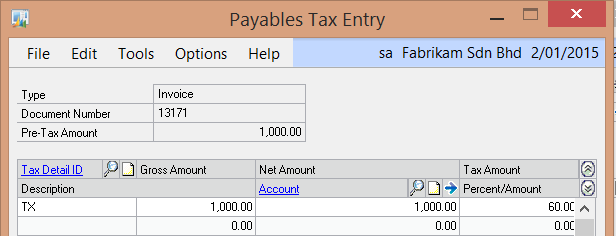 Payables Tax Entry
File Edit Tools Options Help sa Fabrikam Sdn Bhd 2/01/2015
Type Invoice
Document Number 13171
Pre-Tax Amount 1,000.00
Tax Detail ID Gross Amount Net Amount Tax Amount
Description Account Percent/Amount
TX 1,000.00 1,000.00 60.00
0.00 0.00 0.00